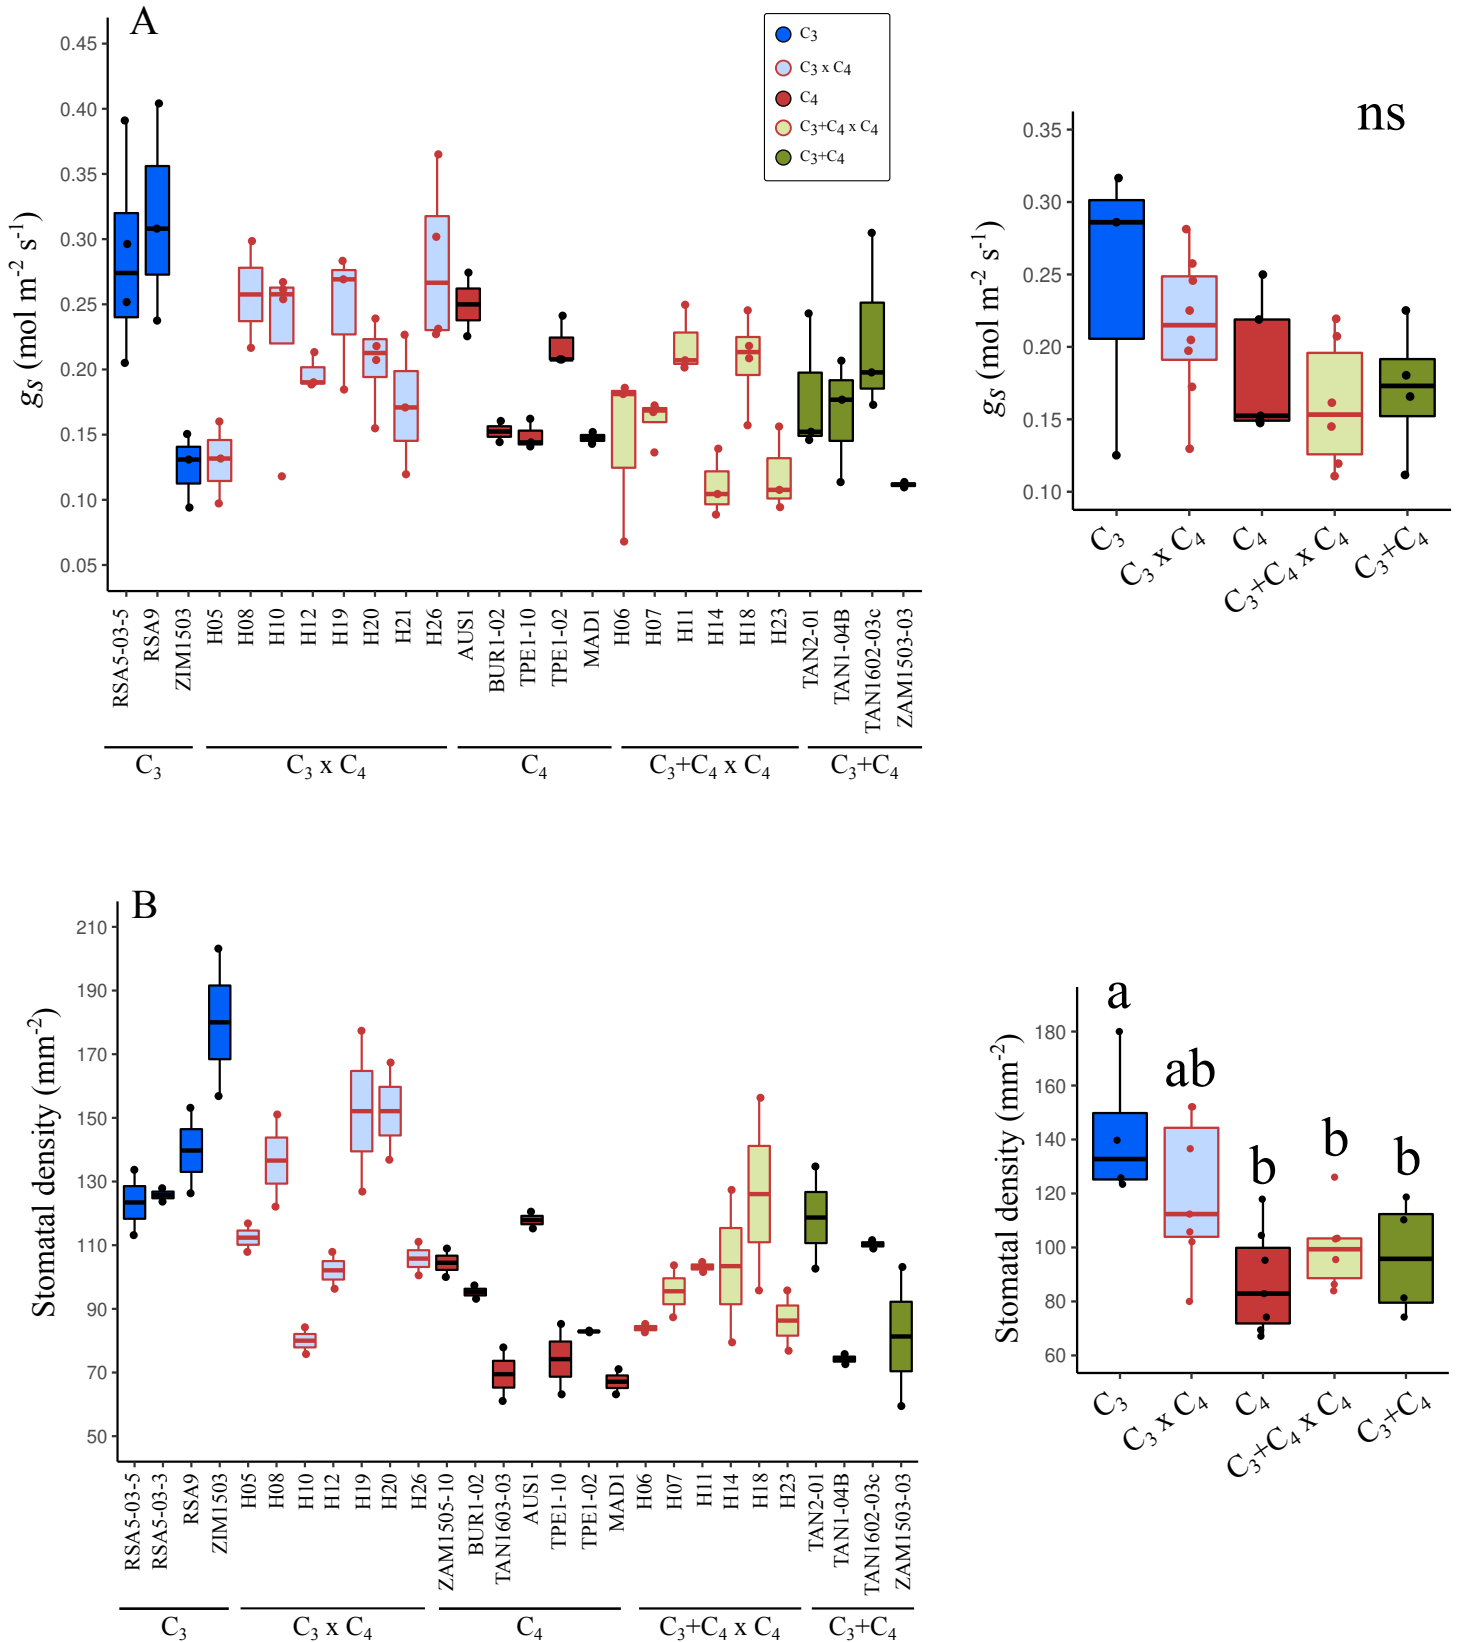 A
C₃
C₃ x C₄
C₄
C₃+C₄ x C₄
C₃+C₄
0.45
0.40
0.35
0.30
0.25
0.20
0.15
0.10
0.05
gs (mol m⁻² s⁻¹)
RSA5-03-5
RSA9
ZIM1503
H05
H08
H10
H12
H19
H20
H21
H26
AUS1
BUR1-02
TPE1-10
TPE1-02
MAD1
H06
H07
H11
H14
H18
H23
TAN2-01
TAN1-04B
TAN1602-03c
ZAM1503-03
C₃ C₃ x C₄ C₄ C₃+C₄ x C₄ C₃+C₄
ns
0.35
0.30
0.25
0.20
0.15
0.10
gs (mol m⁻² s⁻¹)
C₃
C₃ x C₄
C₄
C₃+C₄ x C₄
C₃+C₄
B
210
190
170
150
130
110
90
70
50
Stomatal density (mm⁻²)
RSA5-03-5
RSA5-03-3
RSA9
ZIM1503
H05
H08
H10
H12
H19
H20
H26
ZAM1505-10
BUR1-02
TAN1603-03
AUS1
TPE1-10
TPE1-02
MAD1
H06
H07
H11
H14
H18
H23
TAN2-01
TAN1-04B
TAN1602-03c
ZAM1503-03
C₃ C₃ x C₄ C₄ C₃+C₄ x C₄ C₃+C₄
a
ab
b
b
b
180
160
140
120
100
80
60
Stomatal density (mm⁻²)
C₃
C₃ x C₄
C₄
C₃+C₄ x C₄
C₃+C₄